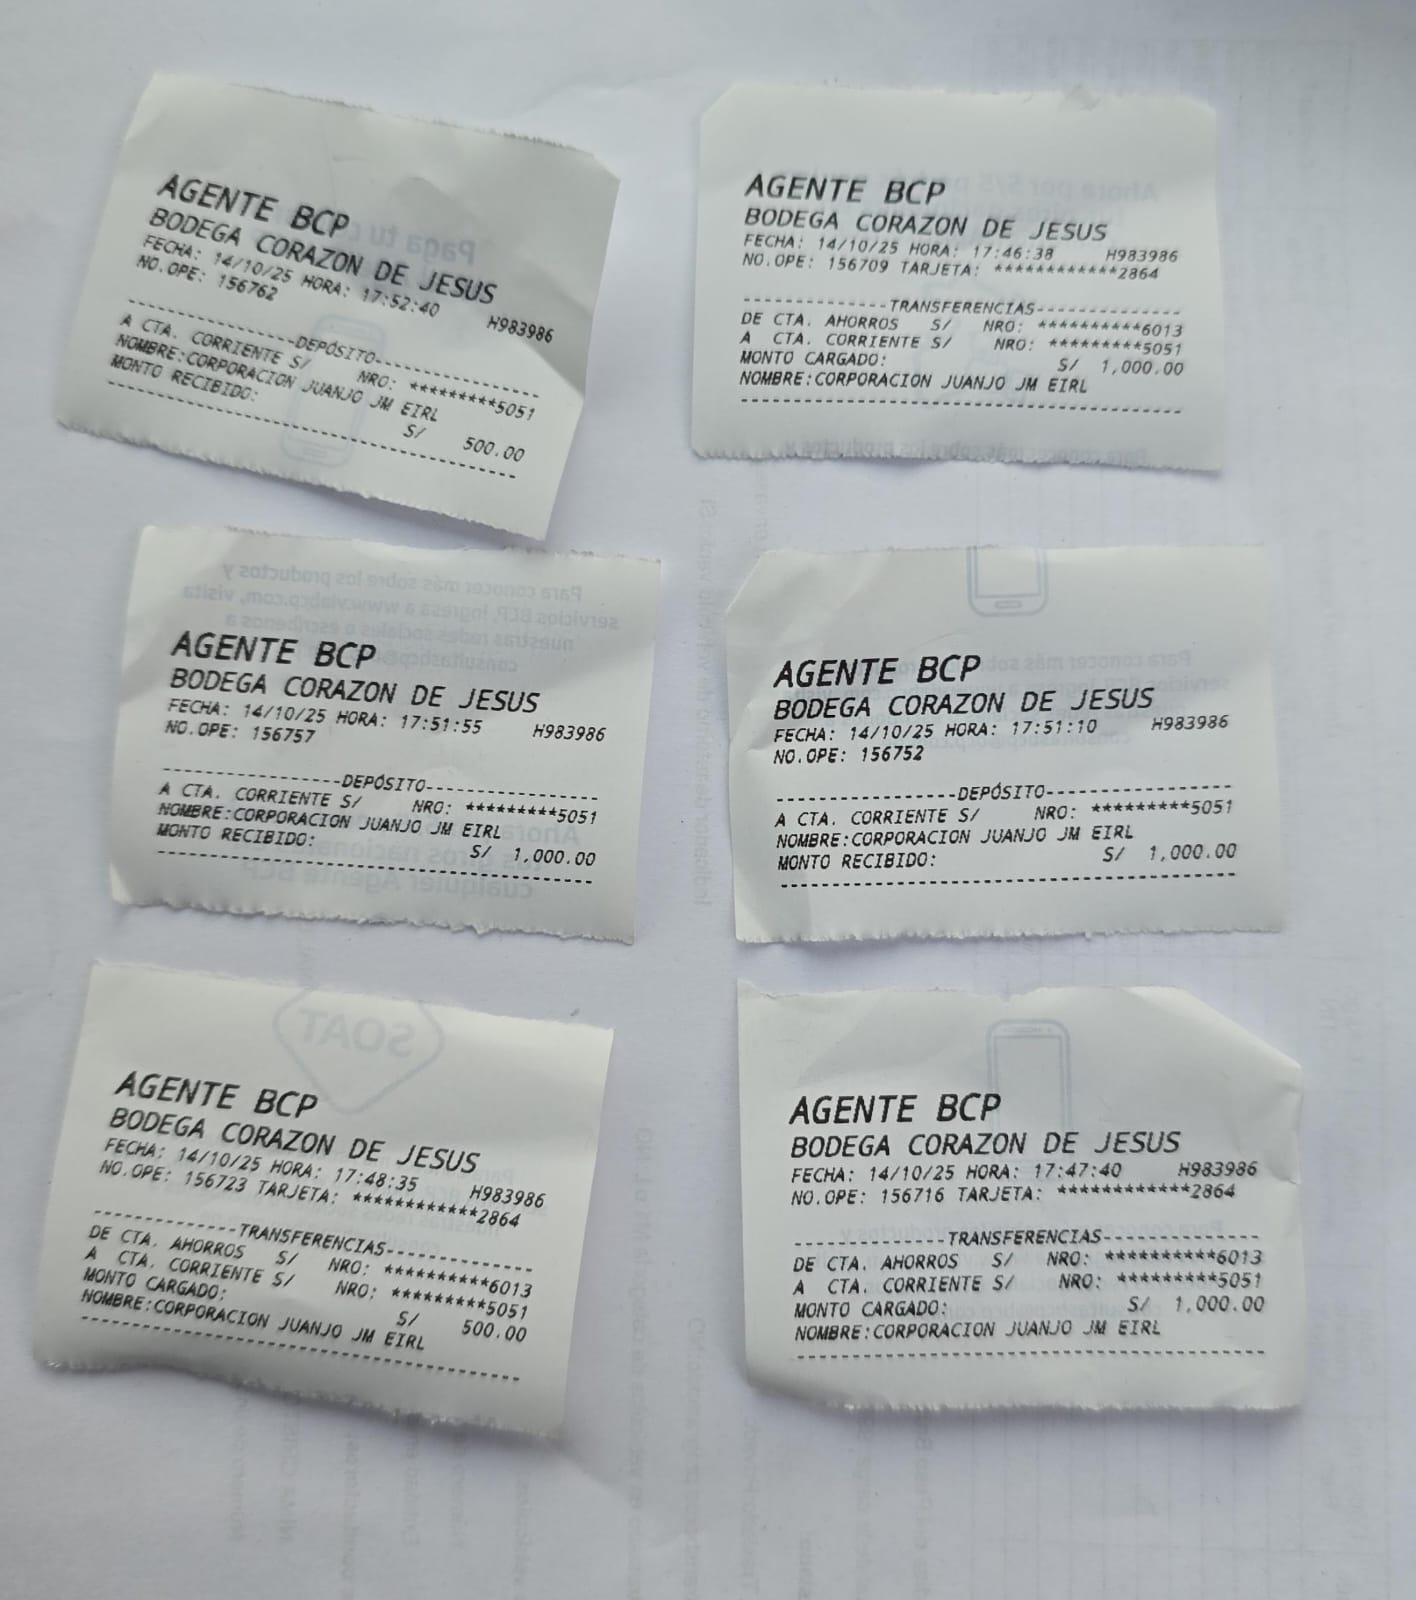 AGENTE BCP
BODEGA CORAZON DE JESUS
FECHA: 14/10/25 HORA: 17:52:40 H983986
NO.OPE: 156762
------------------DEPÓSITO------------------
A CTA. CORRIENTE S/ NRO: *********5051
NOMBRE:CORPORACION JUANJO JM EIRL
MONTO RECIBIDO: S/ 500.00
AGENTE BCP
BODEGA CORAZON DE JESUS
FECHA: 14/10/25 HORA: 17:46:38 H983986
NO.OPE: 156709 TARJETA: ************2864
---------------TRANSFERENCIAS---------------
DE CTA. AHORROS S/ NRO: **********6013
A CTA. CORRIENTE S/ NRO: *********5051
MONTO CARGADO: S/ 1,000.00
NOMBRE:CORPORACION JUANJO JM EIRL
AGENTE BCP
BODEGA CORAZON DE JESUS
FECHA: 14/10/25 HORA: 17:51:55 H983986
NO.OPE: 156757
------------------DEPÓSITO------------------
A CTA. CORRIENTE S/ NRO: *********5051
NOMBRE:CORPORACION JUANJO JM EIRL
MONTO RECIBIDO: S/ 1,000.00
AGENTE BCP
BODEGA CORAZON DE JESUS
FECHA: 14/10/25 HORA: 17:51:10 H983986
NO.OPE: 156752
------------------DEPÓSITO------------------
A CTA. CORRIENTE S/ NRO: *********5051
NOMBRE:CORPORACION JUANJO JM EIRL
MONTO RECIBIDO: S/ 1,000.00
AGENTE BCP
BODEGA CORAZON DE JESUS
FECHA: 14/10/25 HORA: 17:48:35 H983986
NO.OPE: 156723 TARJETA: ************2864
---------------TRANSFERENCIAS---------------
DE CTA. AHORROS S/ NRO: **********6013
A CTA. CORRIENTE S/ NRO: *********5051
MONTO CARGADO: S/ 500.00
NOMBRE:CORPORACION JUANJO JM EIRL
AGENTE BCP
BODEGA CORAZON DE JESUS
FECHA: 14/10/25 HORA: 17:47:40 H983986
NO.OPE: 156716 TARJETA: ************2864
---------------TRANSFERENCIAS---------------
DE CTA. AHORROS S/ NRO: **********6013
A CTA. CORRIENTE S/ NRO: *********5051
MONTO CARGADO: S/ 1,000.00
NOMBRE:CORPORACION JUANJO JM EIRL